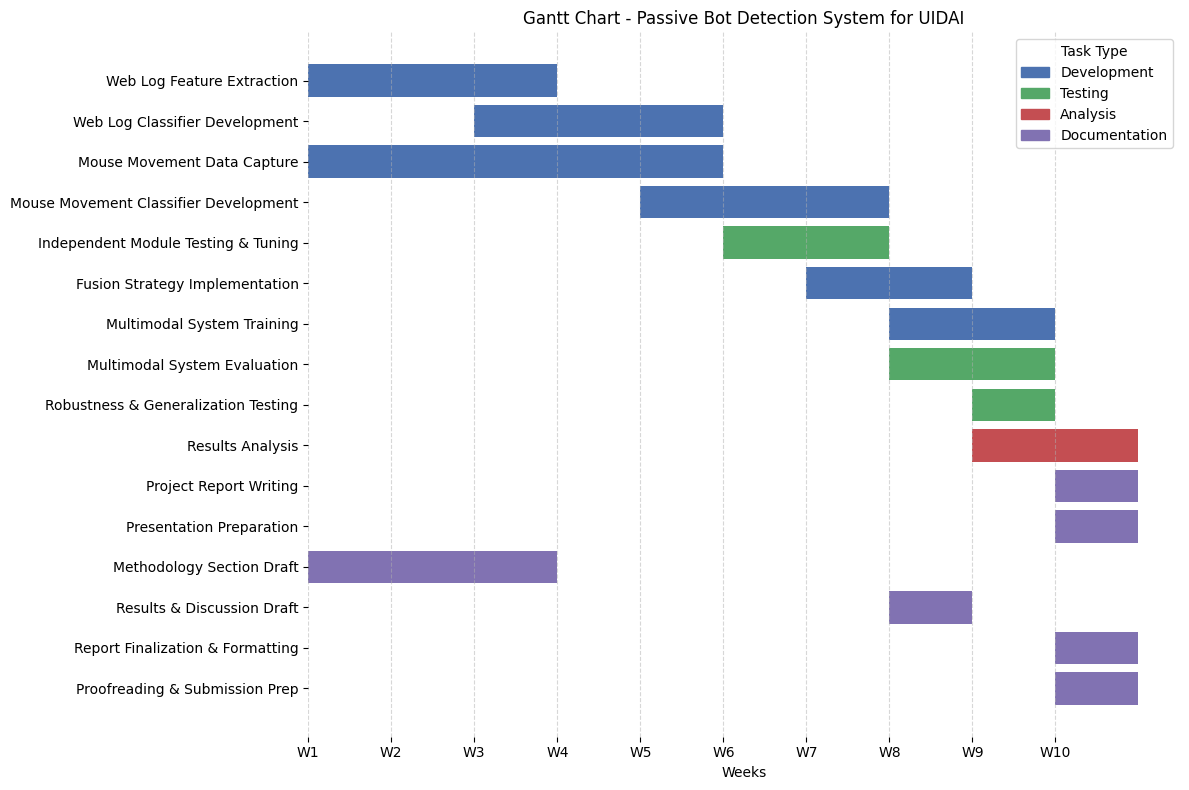 Gantt Chart - Passive Bot Detection System for UIDAI
Task Type
Development
Testing
Analysis
Documentation
Web Log Feature Extraction
Web Log Classifier Development
Mouse Movement Data Capture
Mouse Movement Classifier Development
Independent Module Testing & Tuning
Fusion Strategy Implementation
Multimodal System Training
Multimodal System Evaluation
Robustness & Generalization Testing
Results Analysis
Project Report Writing
Presentation Preparation
Methodology Section Draft
Results & Discussion Draft
Report Finalization & Formatting
Proofreading & Submission Prep
W1 W2 W3 W4 W5 W6 W7 W8 W9 W10
Weeks